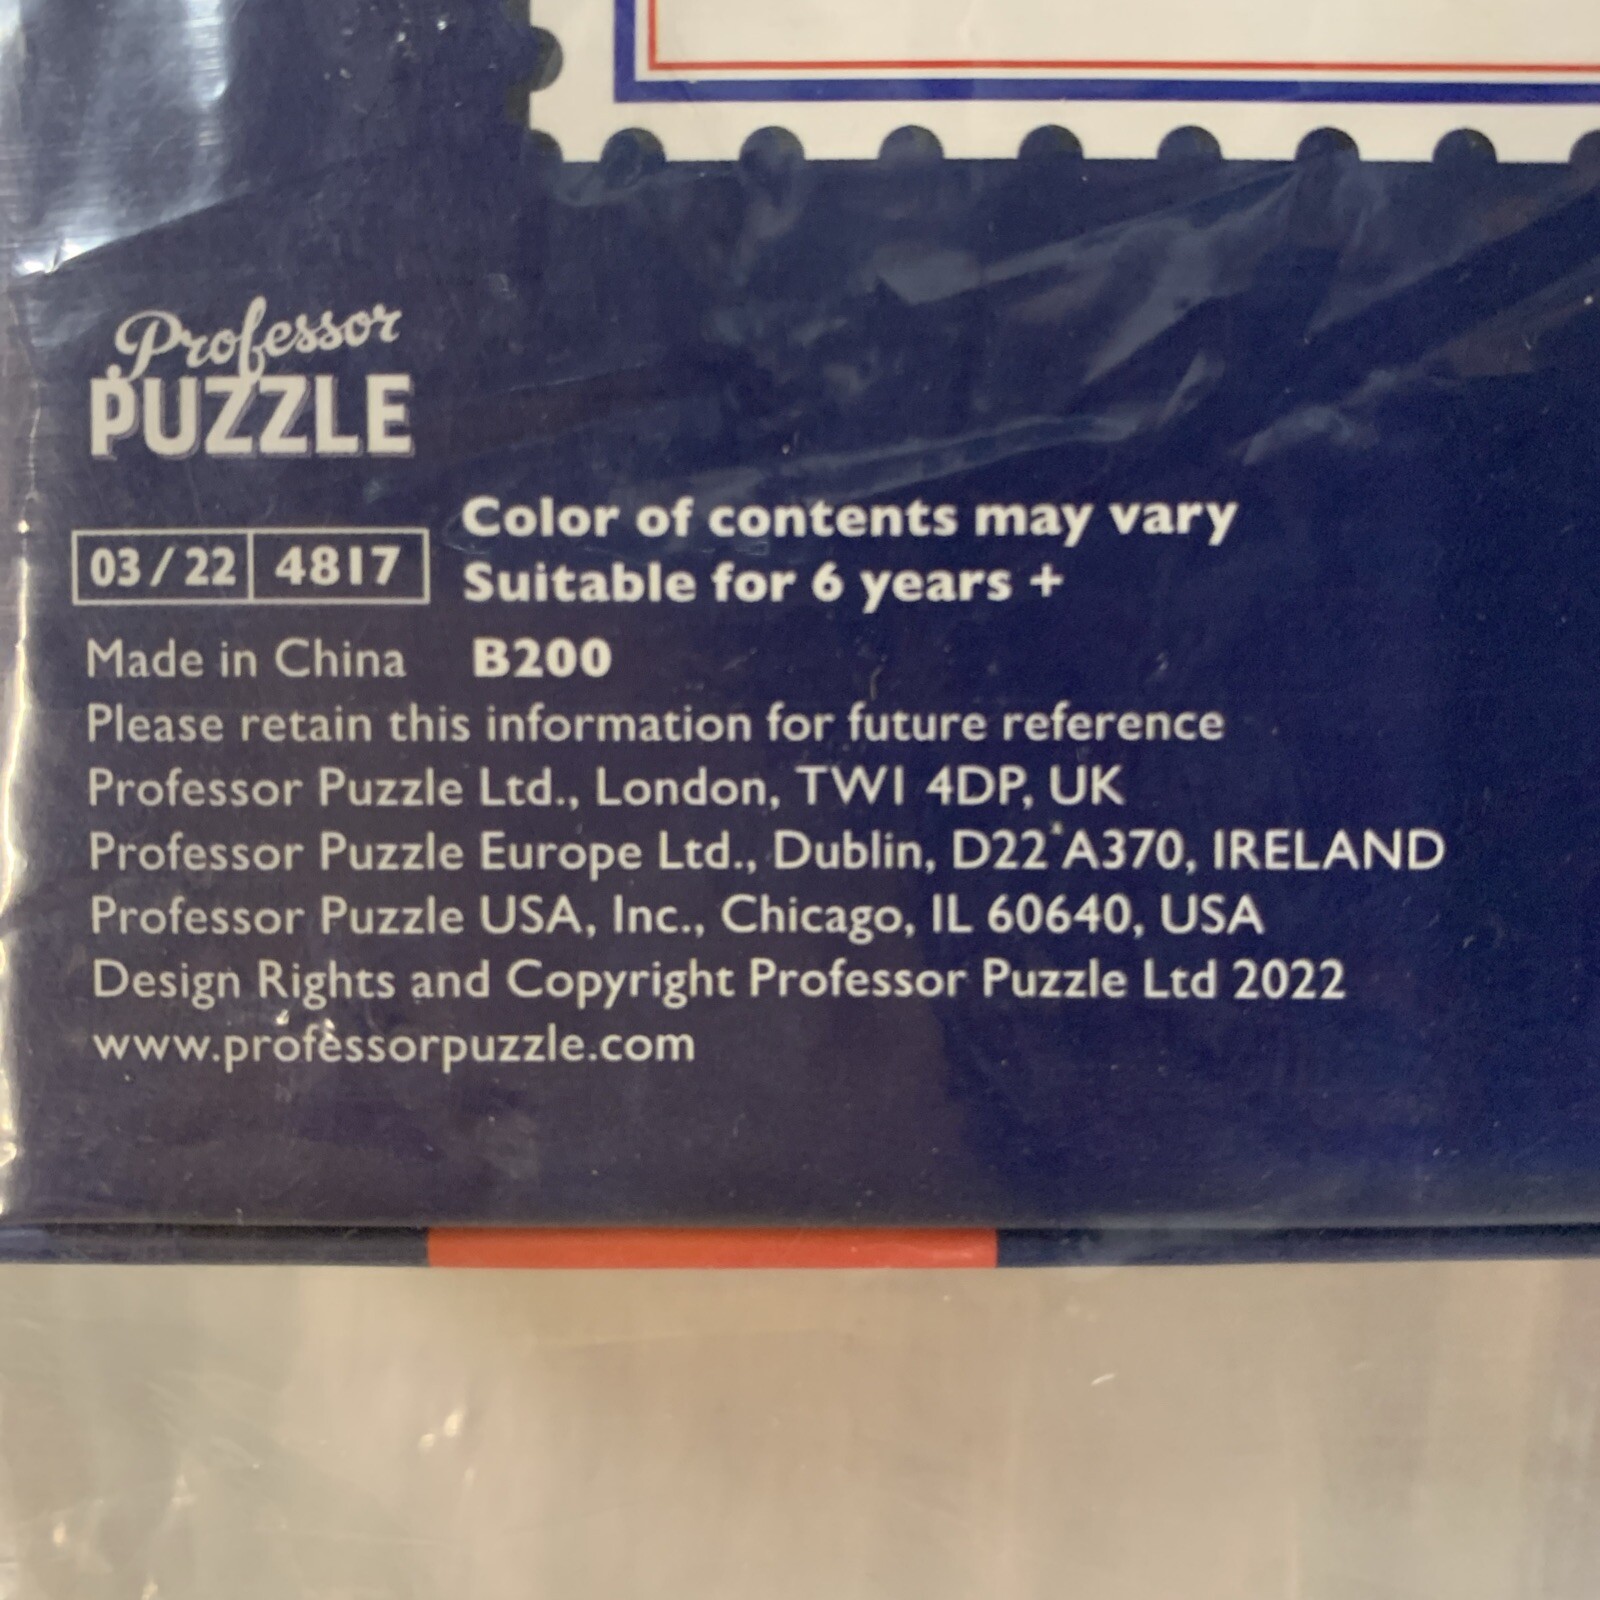 Professor
PUZZLE
03/22 4817
Color of contents may vary
Suitable for 6 years +
Made in China B200
Please retain this information for future reference
Professor Puzzle Ltd., London, TW1 4DP, UK
Professor Puzzle Europe Ltd., Dublin, D22 A370, IRELAND
Professor Puzzle USA, Inc., Chicago, IL 60640, USA
Design Rights and Copyright Professor Puzzle Ltd 2022
www.professorpuzzle.com